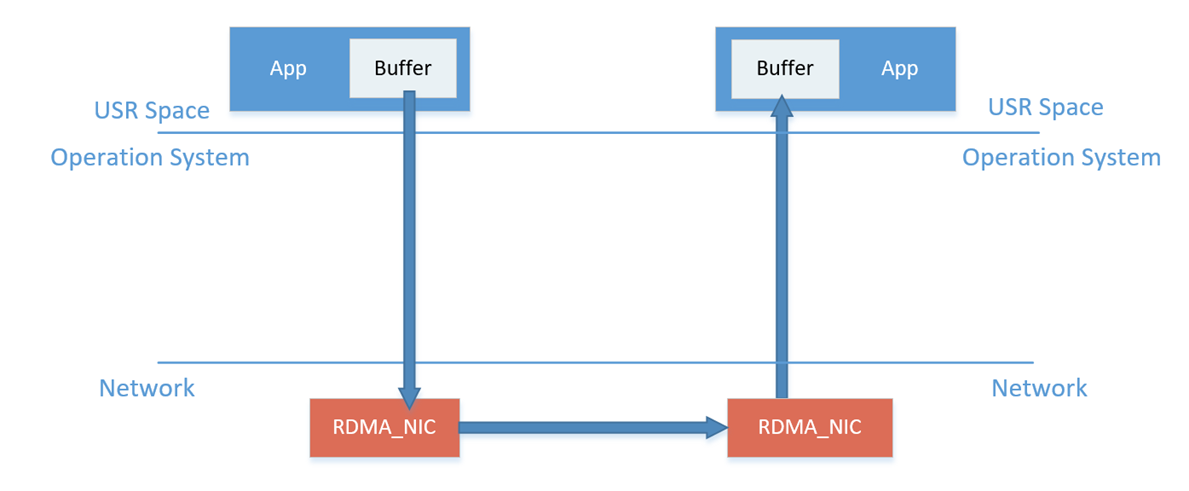 App
Buffer
Buffer
App
USR Space
USR Space
Operation System
Operation System
Network
Network
RDMA_NIC
RDMA_NIC